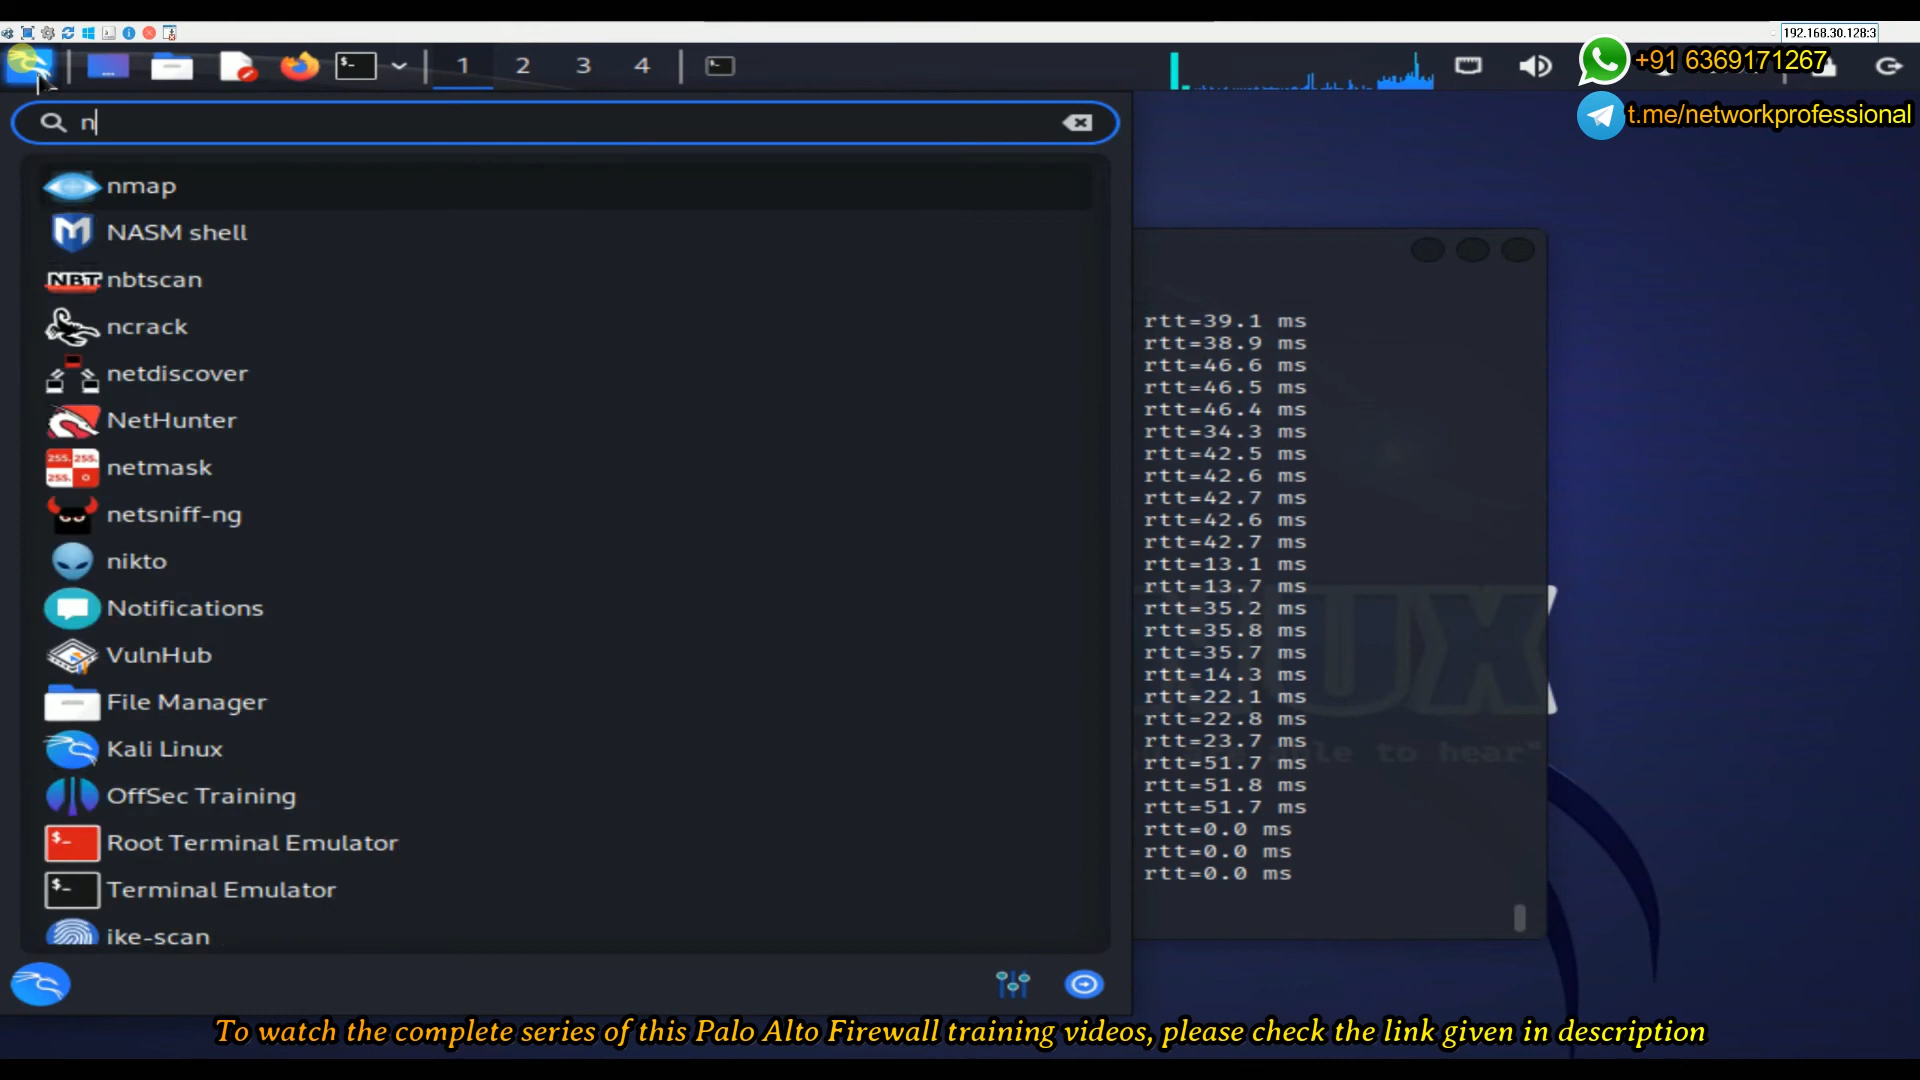 192.168.30.128:3
1 2 3 4
+91 6369171267
t.me/networkprofessional
n
nmap
NASM shell
nbtscan
ncrack
netdiscover
NetHunter
netmask
netsniff-ng
nikto
Notifications
VulnHub
File Manager
Kali Linux
OffSec Training
Root Terminal Emulator
Terminal Emulator
ike-scan
rtt=39.1 ms
rtt=38.9 ms
rtt=46.6 ms
rtt=46.5 ms
rtt=46.4 ms
rtt=34.3 ms
rtt=42.5 ms
rtt=42.6 ms
rtt=42.7 ms
rtt=42.6 ms
rtt=42.7 ms
rtt=13.1 ms
rtt=13.7 ms
rtt=35.2 ms
rtt=35.8 ms
rtt=35.7 ms
rtt=14.3 ms
rtt=22.1 ms
rtt=22.8 ms
rtt=23.7 ms
rtt=51.7 ms
rtt=51.8 ms
rtt=51.7 ms
rtt=0.0 ms
rtt=0.0 ms
rtt=0.0 ms
UX
to hear"
To watch the complete series of this Palo Alto Firewall training videos, please check the link given in description